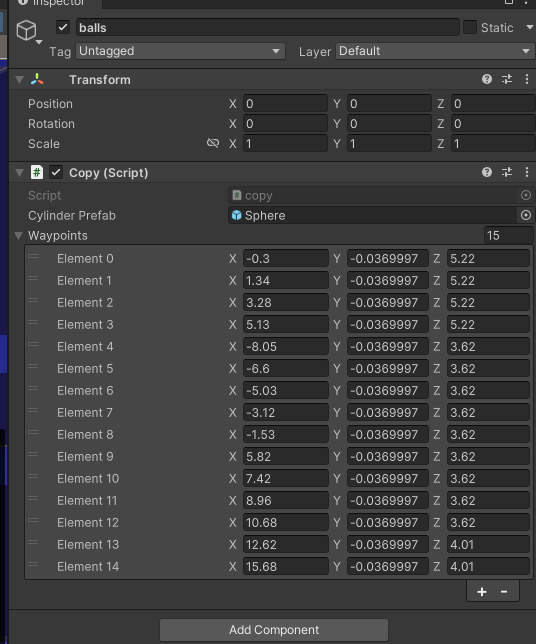 Inspector
balls
Static
Tag Untagged Layer Default
Transform
Position X 0 Y 0 Z 0
Rotation X 0 Y 0 Z 0
Scale X 1 Y 1 Z 1
# Copy (Script)
Script # copy
Cylinder Prefab Sphere
Waypoints 15
Element 0 X -0.3 Y -0.0369997 Z 5.22
Element 1 X 1.34 Y -0.0369997 Z 5.22
Element 2 X 3.28 Y -0.0369997 Z 5.22
Element 3 X 5.13 Y -0.0369997 Z 5.22
Element 4 X -8.05 Y -0.0369997 Z 3.62
Element 5 X -6.6 Y -0.0369997 Z 3.62
Element 6 X -5.03 Y -0.0369997 Z 3.62
Element 7 X -3.12 Y -0.0369997 Z 3.62
Element 8 X -1.53 Y -0.0369997 Z 3.62
Element 9 X 5.82 Y -0.0369997 Z 3.62
Element 10 X 7.42 Y -0.0369997 Z 3.62
Element 11 X 8.96 Y -0.0369997 Z 3.62
Element 12 X 10.68 Y -0.0369997 Z 3.62
Element 13 X 12.62 Y -0.0369997 Z 4.01
Element 14 X 15.68 Y -0.0369997 Z 4.01
+ -
Add Component